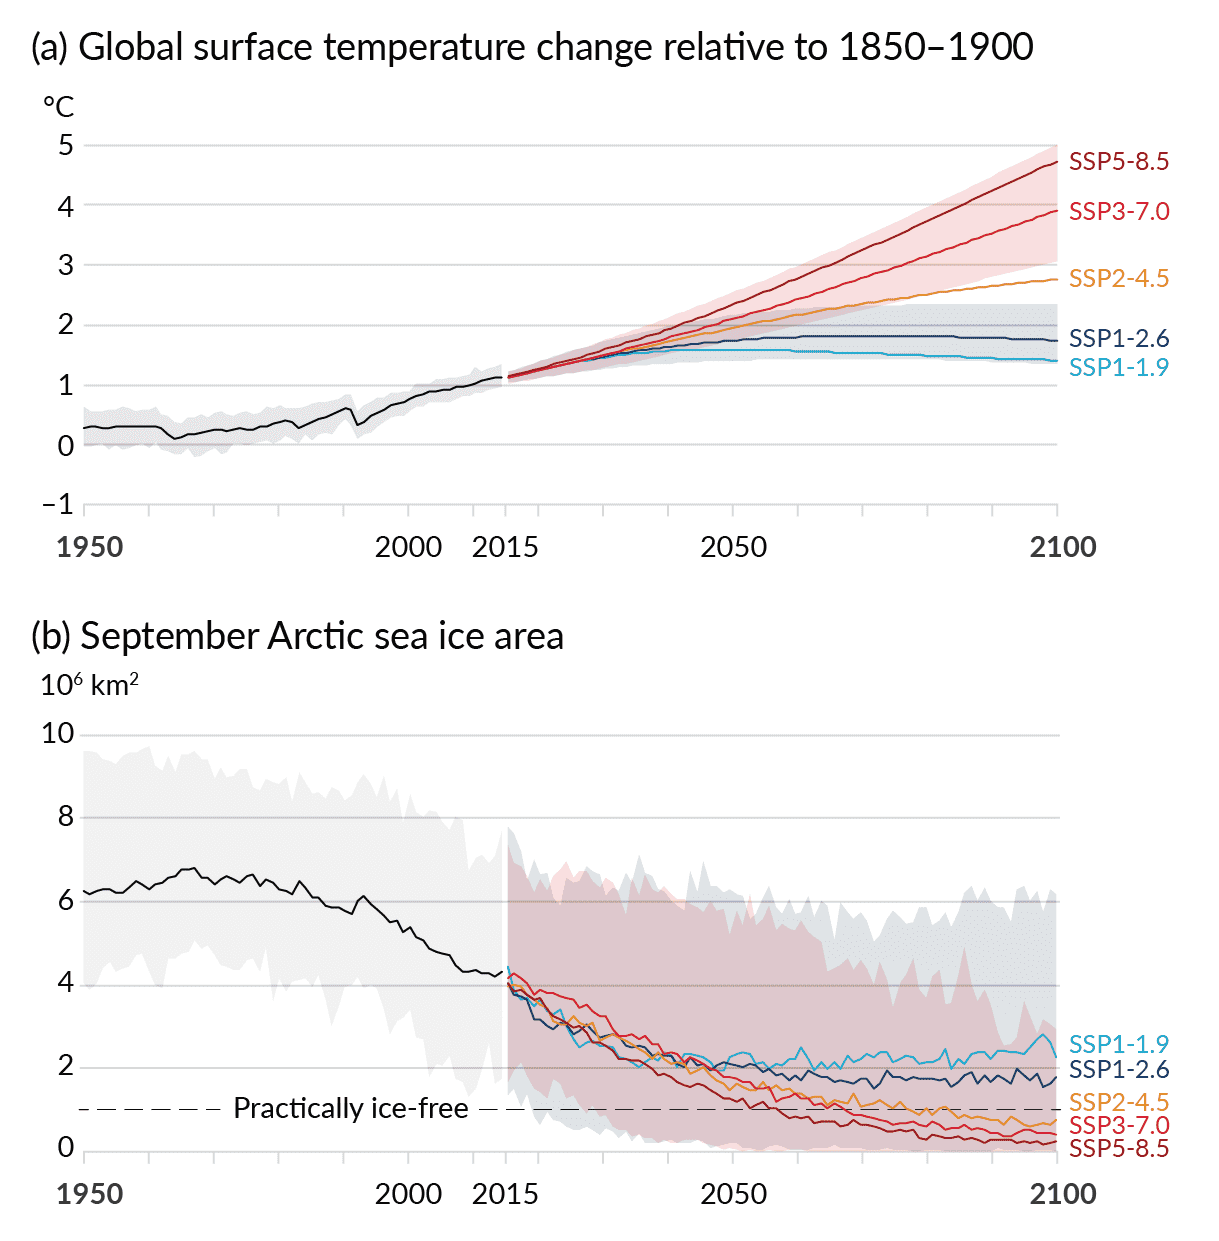 (a) Global surface temperature change relative to 1850–1900
°C
5
4
3
2
1
0
−1
SSP5-8.5
SSP3-7.0
SSP2-4.5
SSP1-2.6
SSP1-1.9
1950 2000 2015 2050 2100
(b) September Arctic sea ice area
10⁶ km²
10
8
6
4
2
0
Practically ice-free
SSP1-1.9
SSP1-2.6
SSP2-4.5
SSP3-7.0
SSP5-8.5
1950 2000 2015 2050 2100